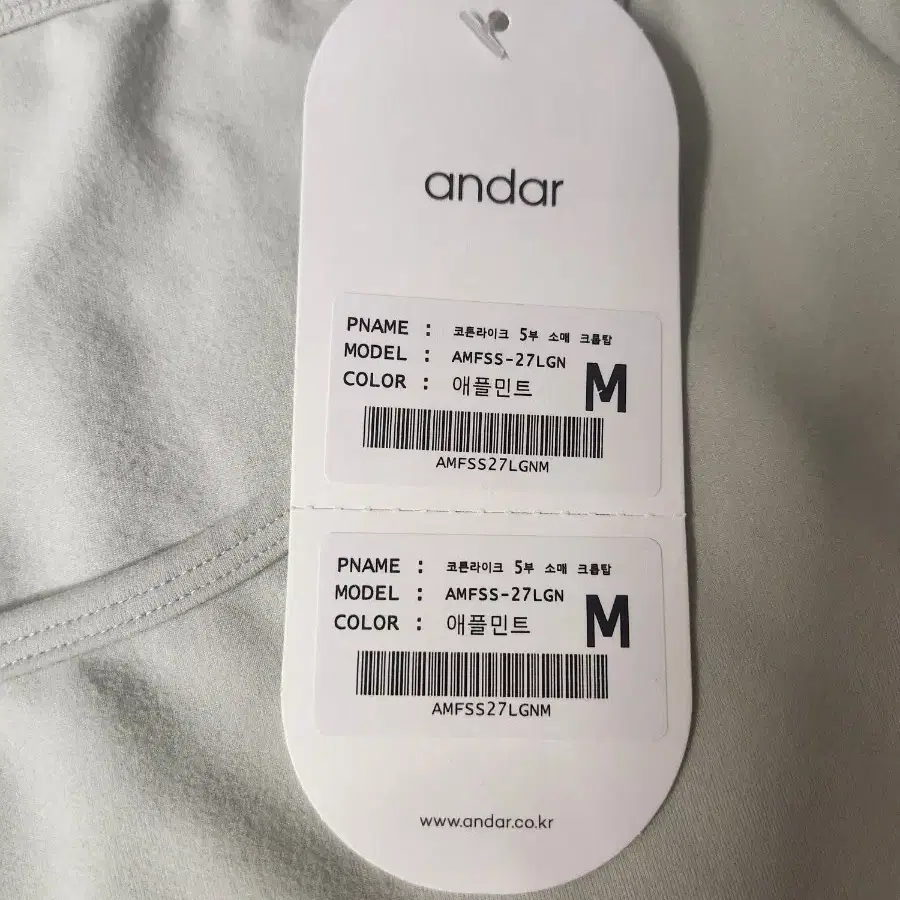 andar
PNAME : 코튼라이크 5부 소매 크롭탑
MODEL : AMFSS-27LGN
COLOR : 애플민트
M
AMFSS27LGNM
PNAME : 코튼라이크 5부 소매 크롭탑
MODEL : AMFSS-27LGN
COLOR : 애플민트
M
AMFSS27LGNM
www.andar.co.kr